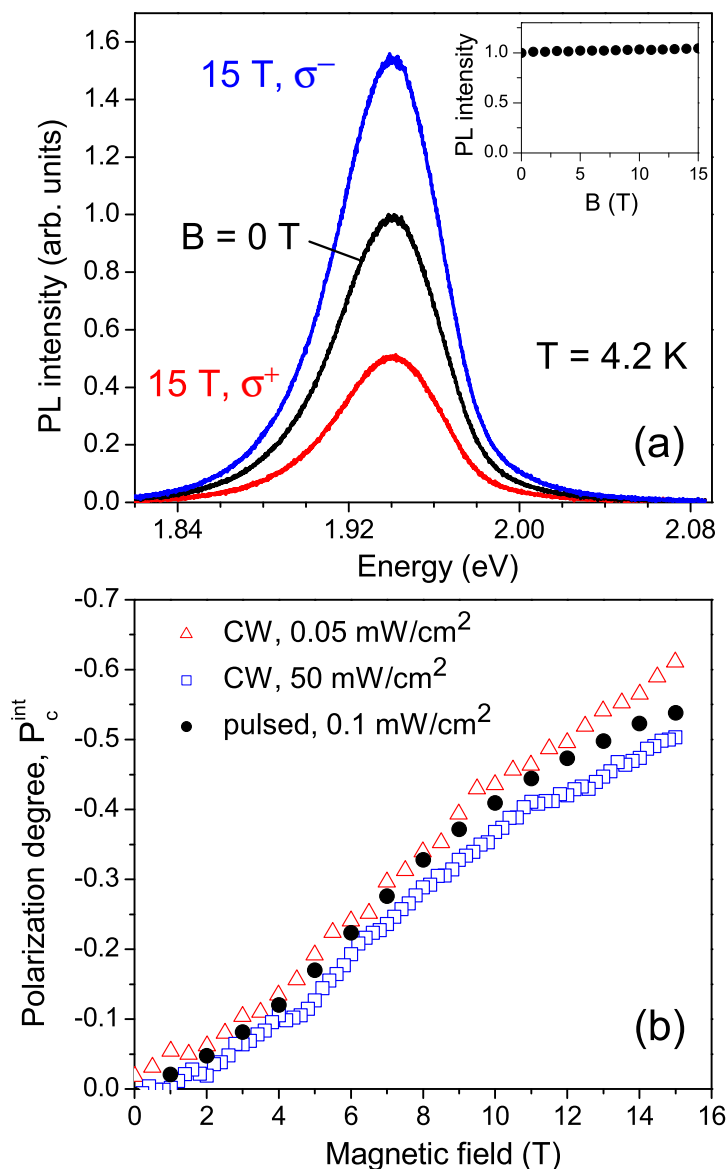 1.6
1.4
1.2
1.0
0.8
0.6
0.4
0.2
0.0
PL intensity (arb. units)
15 T, σ⁻
B = 0 T
15 T, σ⁺
T = 4.2 K
(a)
1.84 1.92 2.00 2.08
Energy (eV)
1.0
0.5
1.0
PL intensity
0 5 10 15
B (T)
-0.7
-0.6
-0.5
-0.4
-0.3
-0.2
-0.1
0.0
Polarization degree, P_c^int
CW, 0.05 mW/cm²
CW, 50 mW/cm²
pulsed, 0.1 mW/cm²
(b)
0 2 4 6 8 10 12 14 16
Magnetic field (T)